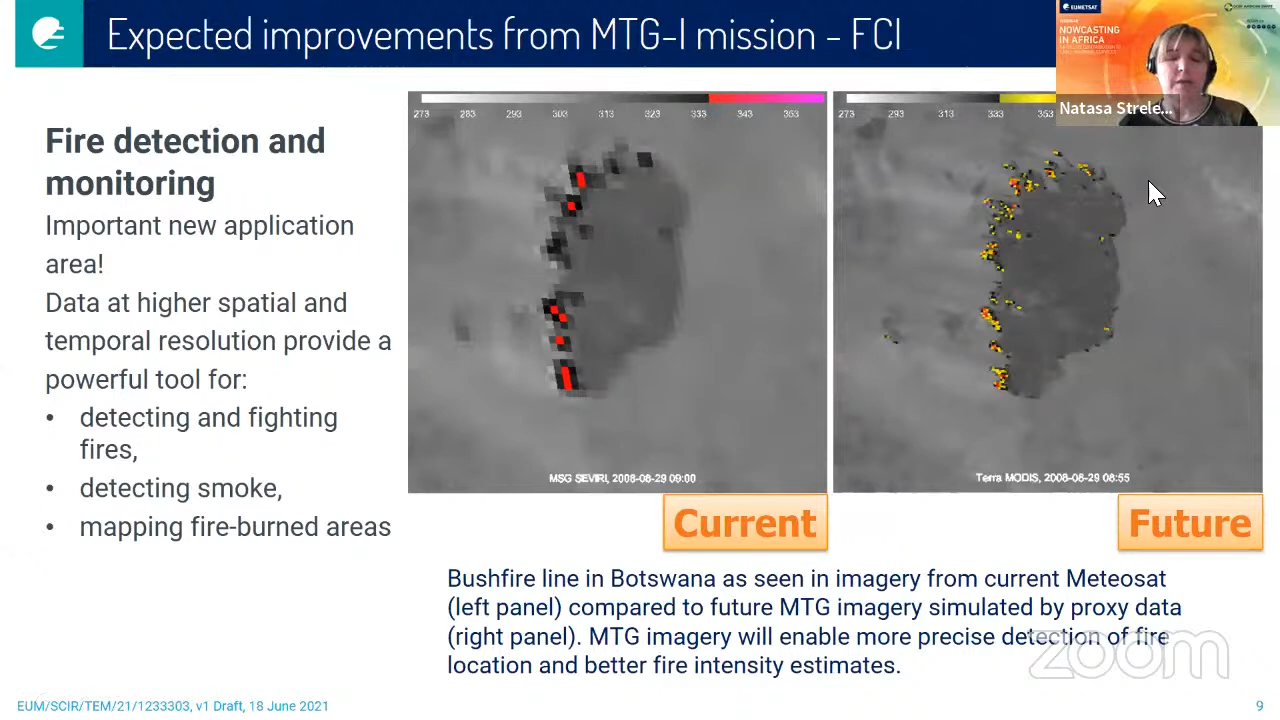 Expected improvements from MTG-I mission - FCI
EUMETSAT
NOWCASTING
IN AFRICA
Natasa Strele...
Fire detection and
monitoring
Important new application
area!
Data at higher spatial and
temporal resolution provide a
powerful tool for:
• detecting and fighting
fires,
• detecting smoke,
• mapping fire-burned areas
273 283 293 303 313 323 333 343 353
MSG SEVIRI, 2008-08-29 09:00
Current
273 293 313 333 353
Terra MODIS, 2008-08-29 08:55
Future
Bushfire line in Botswana as seen in imagery from current Meteosat
(left panel) compared to future MTG imagery simulated by proxy data
(right panel). MTG imagery will enable more precise detection of fire
location and better fire intensity estimates.
zoom
EUM/SCIR/TEM/21/1233303, v1 Draft, 18 June 2021
9